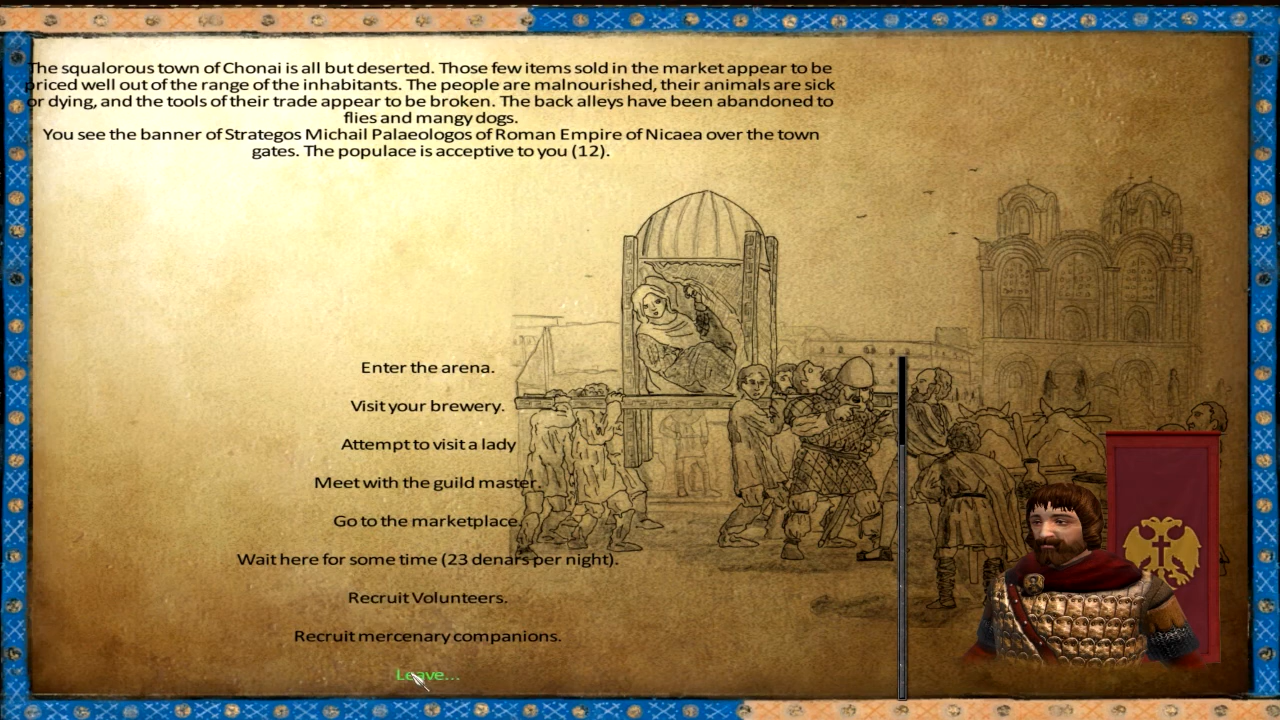 The squalorous town of Chonai is all but deserted. Those few items sold in the market appear to be
priced well out of the range of the inhabitants. The people are malnourished, their animals are sick
or dying, and the tools of their trade appear to be broken. The back alleys have been abandoned to
flies and mangy dogs.
You see the banner of Strategos Michail Palaeologos of Roman Empire of Nicaea over the town
gates. The populace is acceptive to you (12).
Enter the arena.
Visit your brewery.
Attempt to visit a lady
Meet with the guild master.
Go to the marketplace.
Wait here for some time (23 denars per night).
Recruit Volunteers.
Recruit mercenary companions.
Leave...